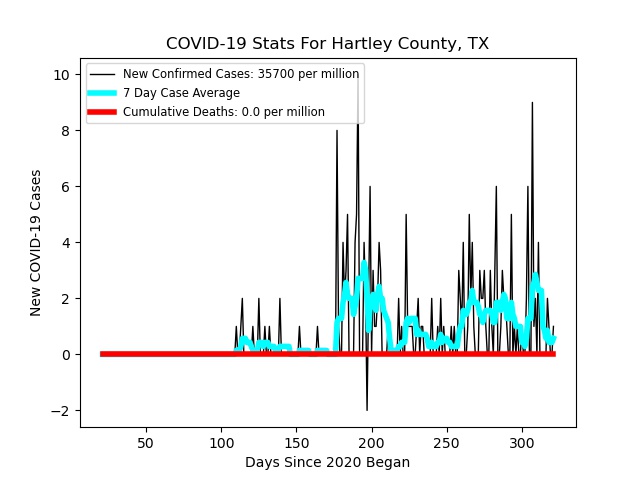 COVID-19 Stats For Hartley County, TX
New Confirmed Cases: 35700 per million
7 Day Case Average
Cumulative Deaths: 0.0 per million
New COVID-19 Cases
10
8
6
4
2
0
−2
50
100
150
200
250
300
Days Since 2020 Began